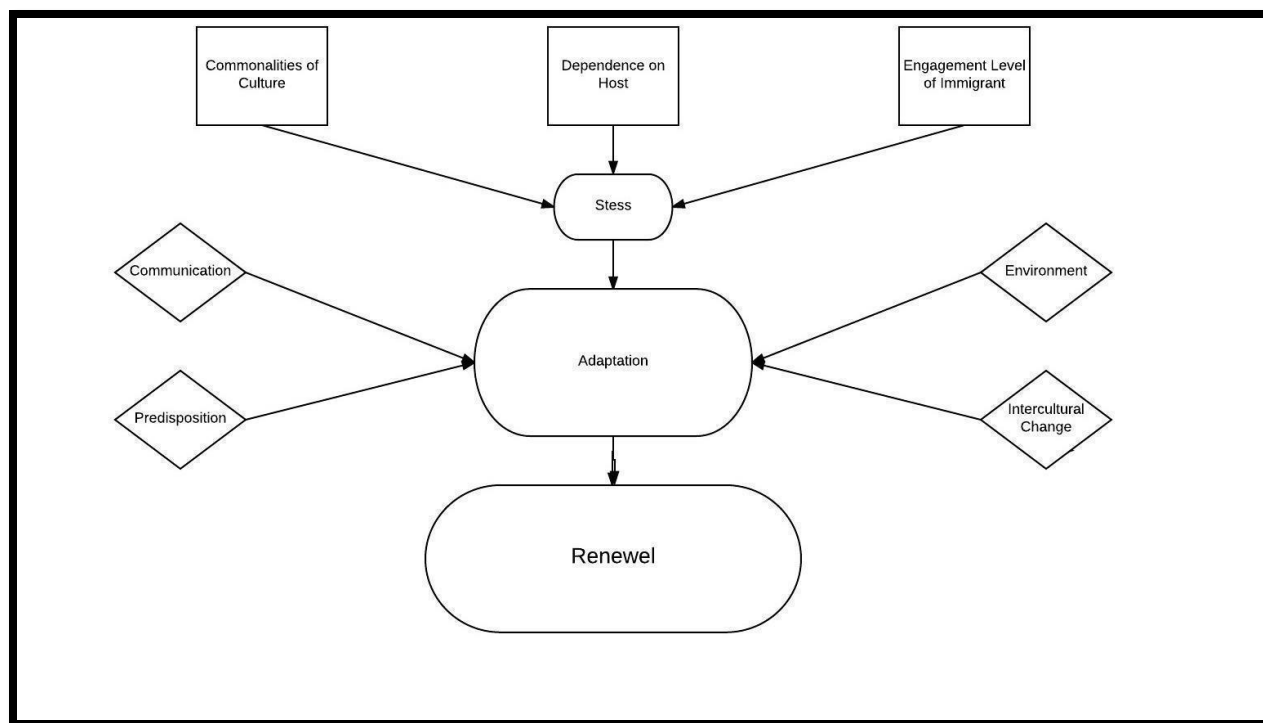 Commonalities of
Culture
Dependence on
Host
Engagement Level
of Immigrant
Stess
Communication
Environment
Adaptation
Predisposition
Intercultural
Change
Renewel